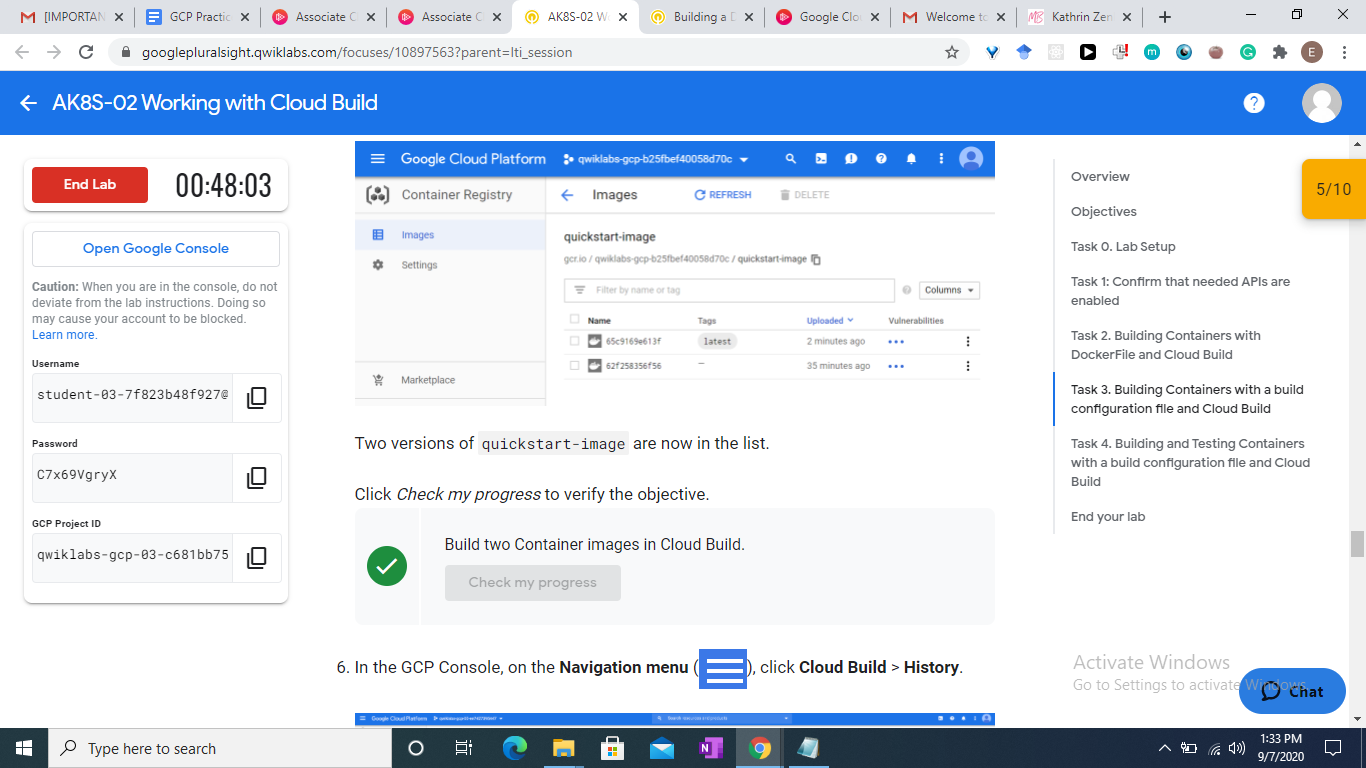 [IMPORTAN
GCP Practic
Associate C
Associate C
AK8S-02 W
Building a D
Google Clo
Welcome to
Kathrin Zen
googlepluralsight.qwiklabs.com/focuses/10897563?parent=lti_session
E
AK8S-02 Working with Cloud Build
End Lab
00:48:03
Open Google Console
Caution: When you are in the console, do not
deviate from the lab instructions. Doing so
may cause your account to be blocked.
Learn more.
Username
student-03-7f823b48f927@
Password
C7x69VgryX
GCP Project ID
qwiklabs-gcp-03-c681bb75
Google Cloud Platform
qwiklabs-gcp-b25fbef40058d70c
Container Registry
Images
REFRESH
DELETE
Images
Settings
Marketplace
quickstart-image
gcr.io / qwiklabs-gcp-b25fbef40058d70c / quickstart-image
Filter by name or tag
Columns
Name Tags Uploaded Vulnerabilities
65c9169e613f latest 2 minutes ago
62f258356f56 — 35 minutes ago
Two versions of quickstart-image are now in the list.
Click Check my progress to verify the objective.
Build two Container images in Cloud Build.
Check my progress
6. In the GCP Console, on the Navigation menu ( ), click Cloud Build > History.
Google Cloud Platform
Overview
Objectives
Task 0. Lab Setup
Task 1: Confirm that needed APIs are
enabled
Task 2. Building Containers with
DockerFile and Cloud Build
Task 3. Building Containers with a build
configuration file and Cloud Build
Task 4. Building and Testing Containers
with a build configuration file and Cloud
Build
End your lab
5/10
Activate Windows
Go to Settings to activate Windows.
Chat
Type here to search
1:33 PM
9/7/2020